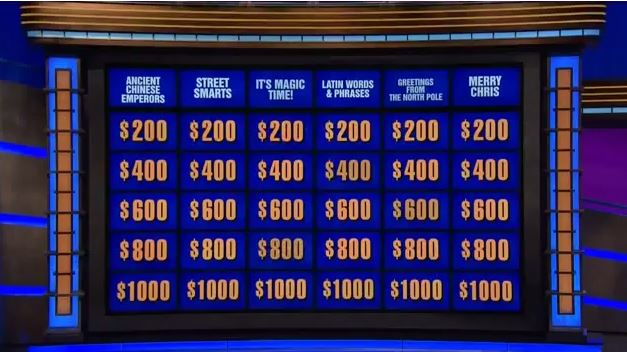 ANCIENT
CHINESE
EMPERORS
STREET
SMARTS
IT'S MAGIC
TIME!
LATIN WORDS
& PHRASES
GREETINGS
FROM
THE NORTH POLE
MERRY
CHRIS
$200 $200 $200 $200 $200 $200
$400 $400 $400 $400 $400 $400
$600 $600 $600 $600 $600 $600
$800 $800 $800 $800 $800 $800
$1000 $1000 $1000 $1000 $1000 $1000